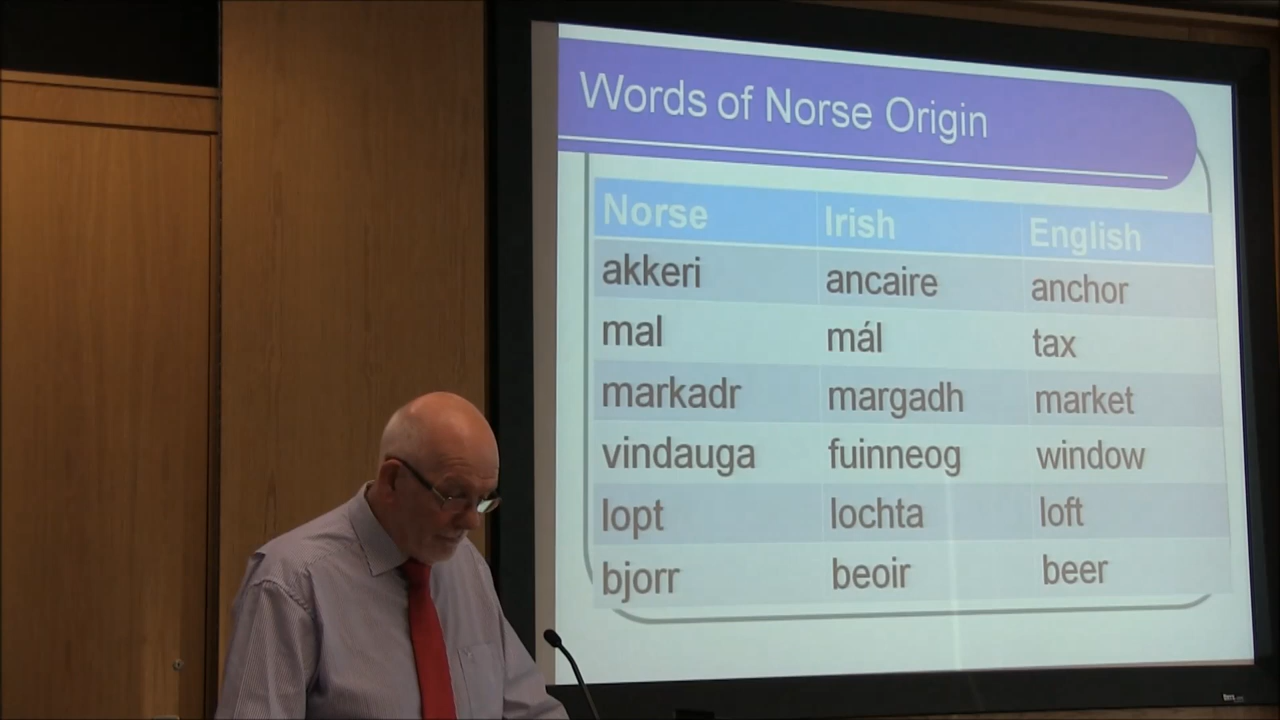 Words of Norse Origin
Norse Irish English
akkeri ancaire anchor
mal mál tax
markadr margadh market
vindauga fuinneog window
lopt lochta loft
bjorr beoir beer